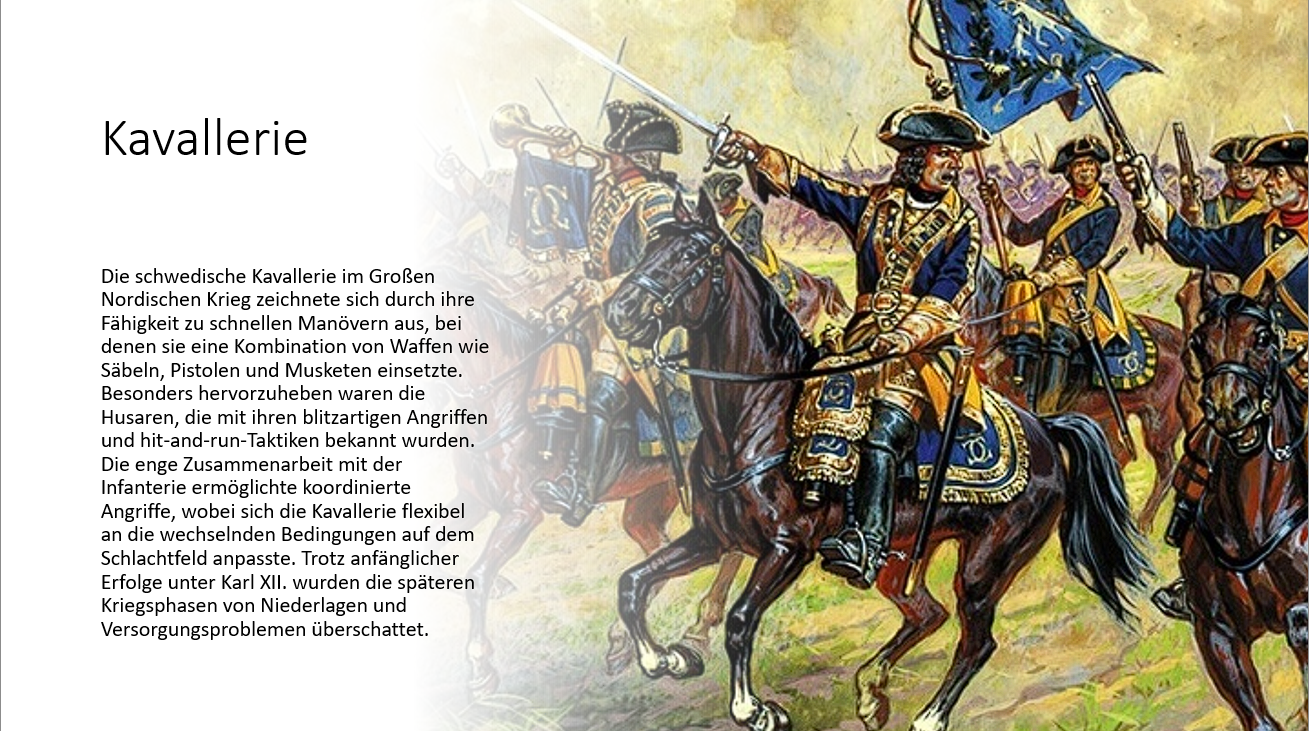 Kavallerie
Die schwedische Kavallerie im Großen
Nordischen Krieg zeichnete sich durch ihre
Fähigkeit zu schnellen Manövern aus, bei
denen sie eine Kombination von Waffen wie
Säbeln, Pistolen und Musketen einsetzte.
Besonders hervorzuheben waren die
Husaren, die mit ihren blitzartigen Angriffen
und hit-and-run-Taktiken bekannt wurden.
Die enge Zusammenarbeit mit der
Infanterie ermöglichte koordinierte
Angriffe, wobei sich die Kavallerie flexibel
an die wechselnden Bedingungen auf dem
Schlachtfeld anpasste. Trotz anfänglicher
Erfolge unter Karl XII. wurden die späteren
Kriegsphasen von Niederlagen und
Versorgungsproblemen überschattet.